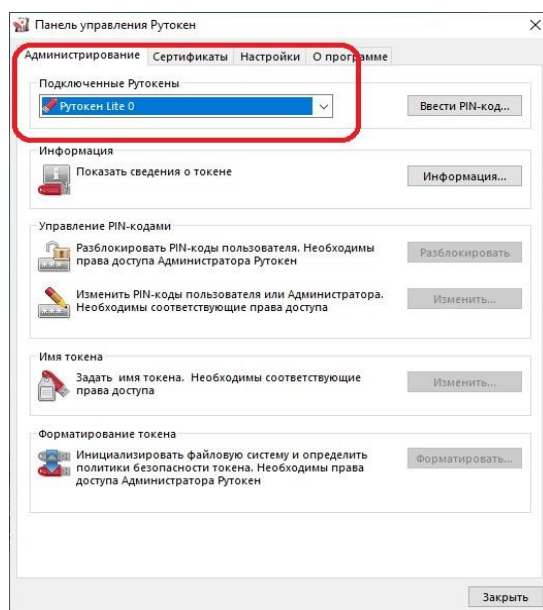 Панель управления Рутокен
Администрирование Сертификаты Настройки О программе
Подключенные Рутокены
Рутокен Lite 0
Ввести PIN-код...
Информация
Показать сведения о токене
Информация...
Управление PIN-кодами
Разблокировать PIN-коды пользователя. Необходимы
права доступа Администратора Рутокен
Разблокировать
Изменить PIN-коды пользователя или Администратора.
Необходимы соответствующие права доступа
Изменить...
Имя токена
Задать имя токена. Необходимы соответствующие
права доступа
Изменить...
Форматирование токена
Инициализировать файловую систему и определить
политики безопасности токена. Необходимы права
доступа Администратора Рутокен
Форматировать...
Закрыть